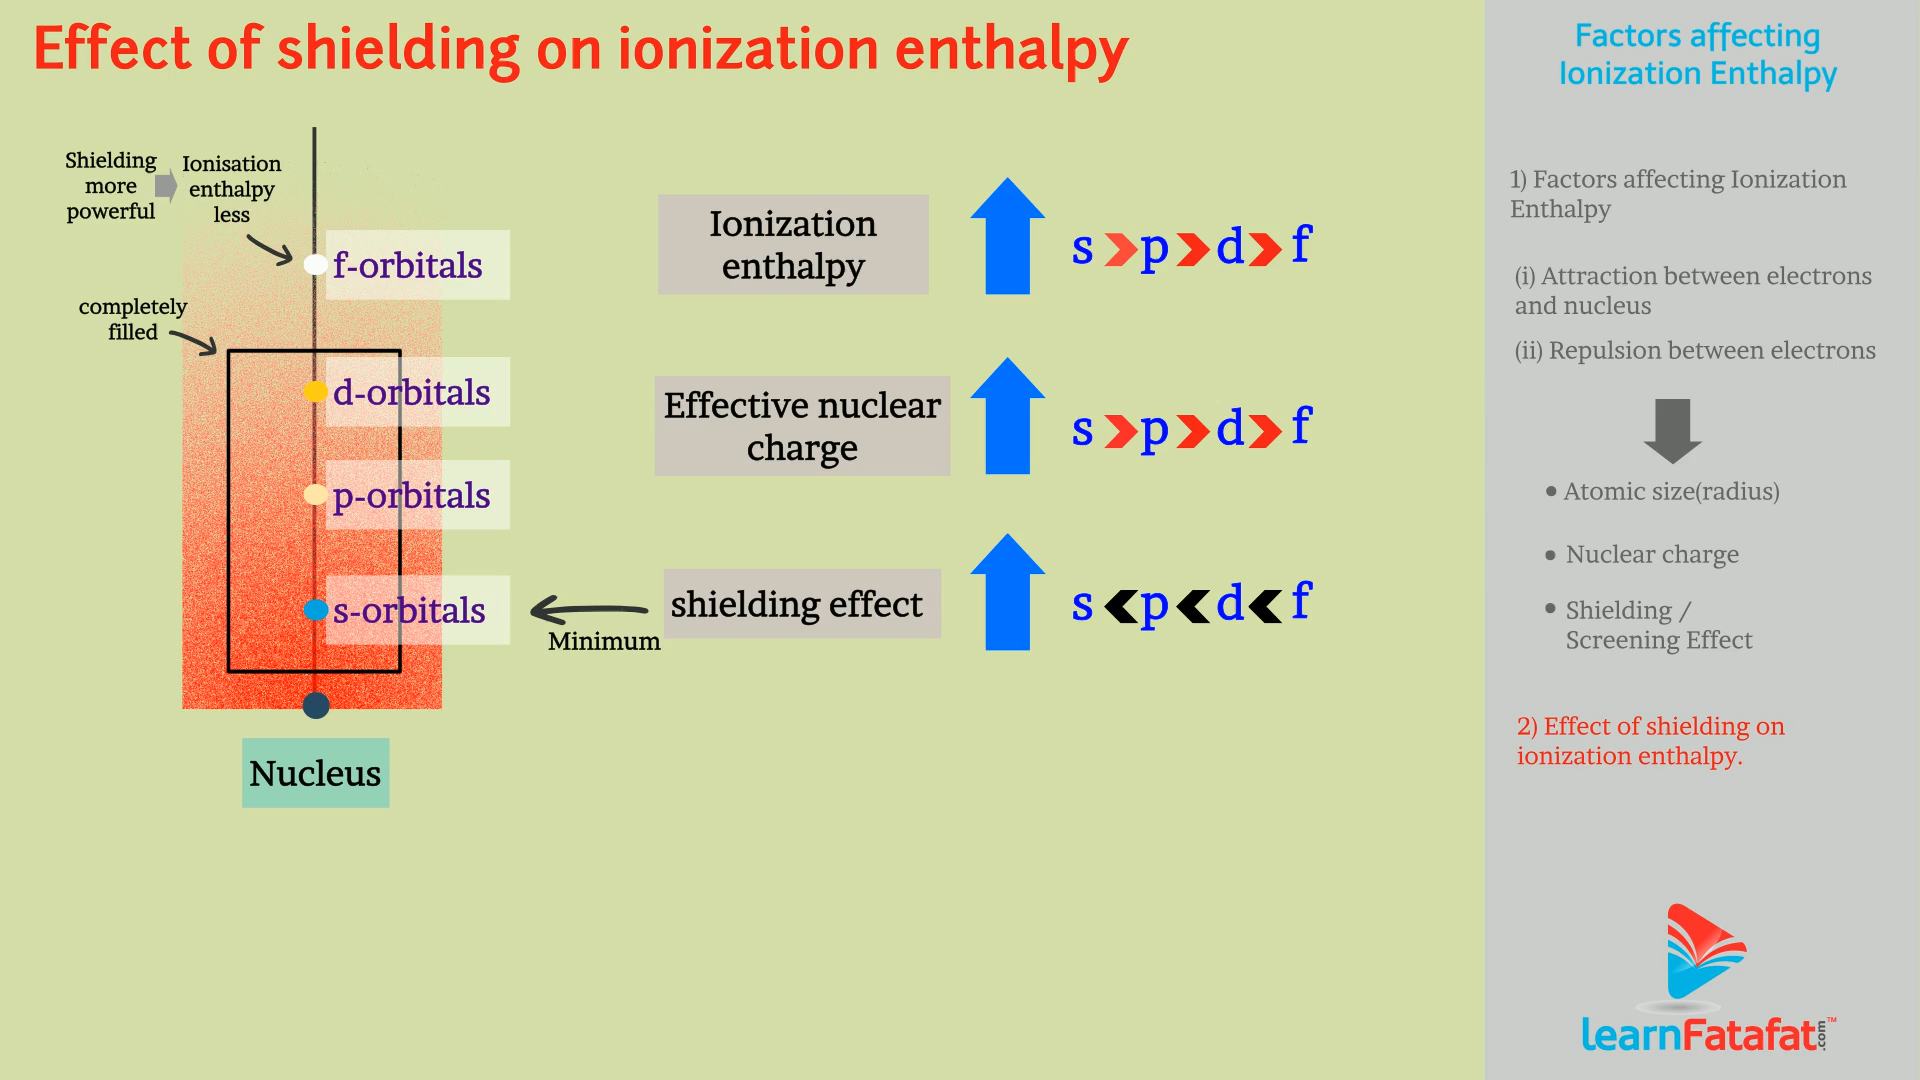 Effect of shielding on ionization enthalpy
Shielding
more
powerful
Ionisation
enthalpy
less
f-orbitals
completely
filled
d-orbitals
p-orbitals
s-orbitals
Nucleus
Ionization
enthalpy
s > p > d > f
Effective nuclear
charge
s > p > d > f
shielding effect
Minimum
s < p < d < f
Factors affecting
Ionization Enthalpy
1) Factors affecting Ionization
Enthalpy
(i) Attraction between electrons
and nucleus
(ii) Repulsion between electrons
• Atomic size(radius)
• Nuclear charge
• Shielding /
Screening Effect
2) Effect of shielding on
ionization enthalpy.
learnFatafat.com™